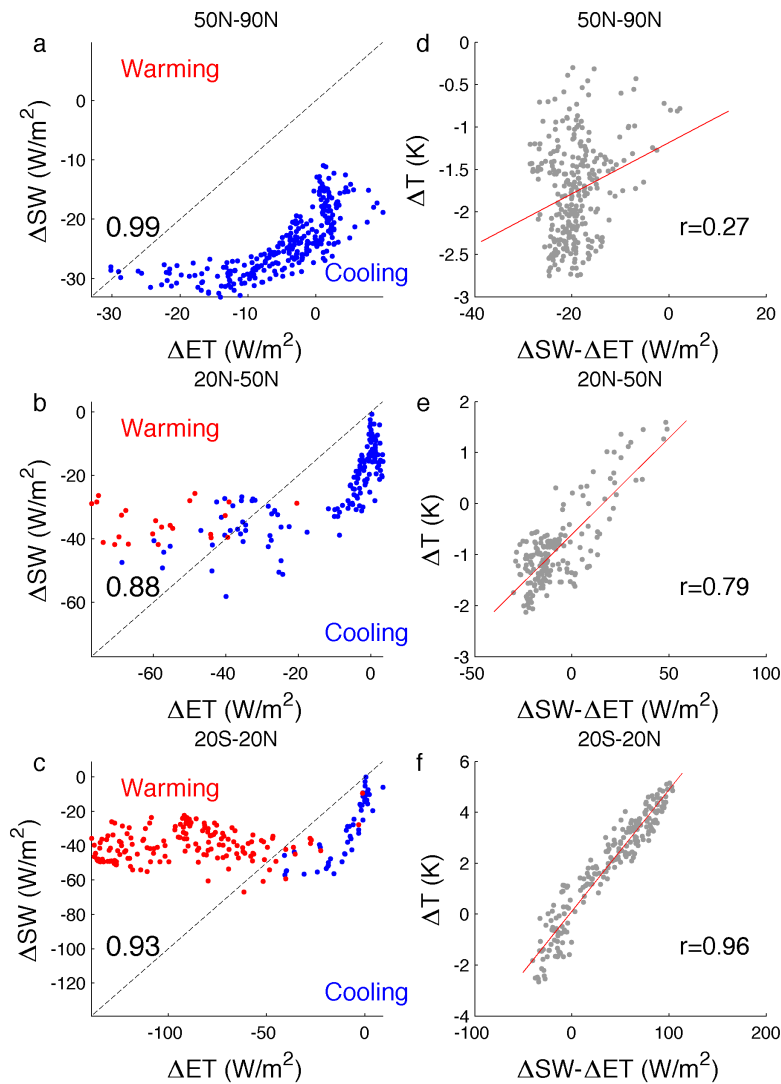 50N-90N
a
Warming
0
-10
-20
-30
ΔSW (W/m²)
0.99
Cooling
-30
-20
-10
0
ΔET (W/m²)
50N-90N
d
0
-0.5
-1
-1.5
-2
-2.5
-3
ΔT (K)
r=0.27
-40
-20
0
20
ΔSW-ΔET (W/m²)
20N-50N
b
Warming
0
-20
-40
-60
ΔSW (W/m²)
0.88
Cooling
-60
-40
-20
0
ΔET (W/m²)
20N-50N
e
2
1
0
-1
-2
-3
ΔT (K)
r=0.79
-50
0
50
100
ΔSW-ΔET (W/m²)
20S-20N
c
Warming
0
-20
-40
-60
-80
-100
-120
ΔSW (W/m²)
0.93
Cooling
-100
-50
0
ΔET (W/m²)
20S-20N
f
6
4
2
0
-2
-4
ΔT (K)
r=0.96
-100
0
100
200
ΔSW-ΔET (W/m²)